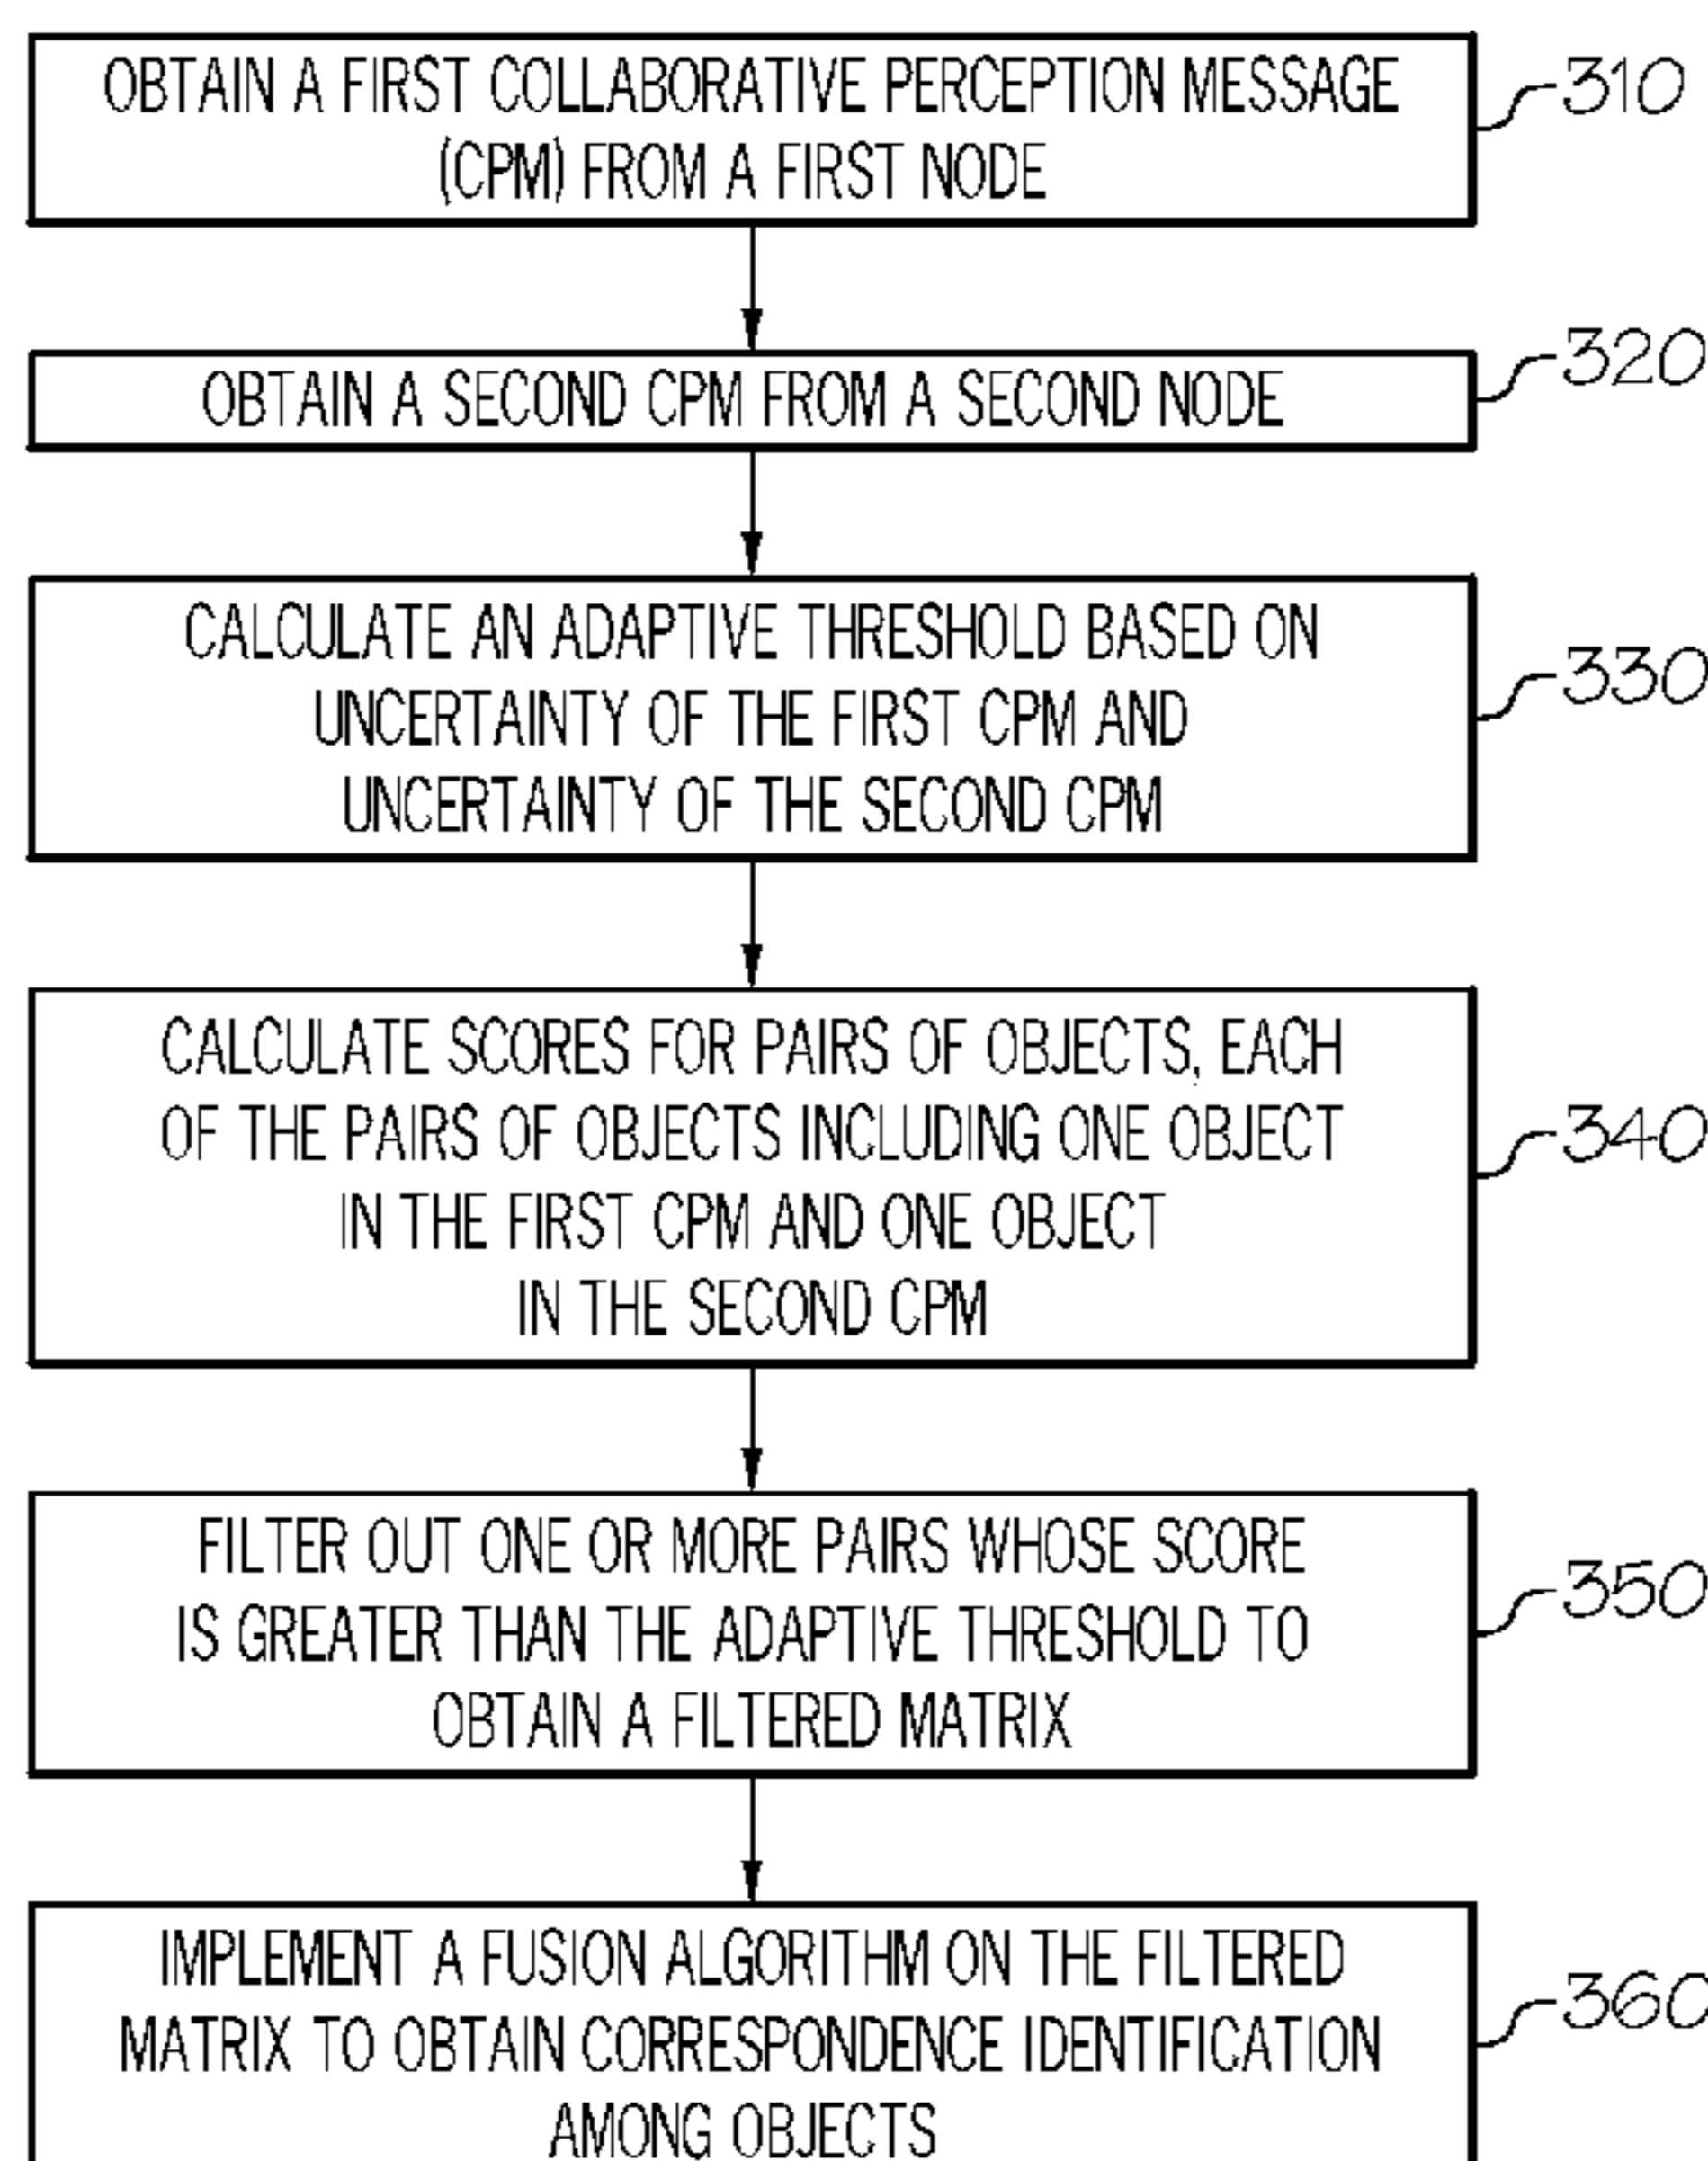 OBTAIN A FIRST COLLABORATIVE PERCEPTION MESSAGE
(CPM) FROM A FIRST NODE
310
OBTAIN A SECOND CPM FROM A SECOND NODE
320
CALCULATE AN ADAPTIVE THRESHOLD BASED ON
UNCERTAINTY OF THE FIRST CPM AND
UNCERTAINTY OF THE SECOND CPM
330
CALCULATE SCORES FOR PAIRS OF OBJECTS, EACH
OF THE PAIRS OF OBJECTS INCLUDING ONE OBJECT
IN THE FIRST CPM AND ONE OBJECT
IN THE SECOND CPM
340
FILTER OUT ONE OR MORE PAIRS WHOSE SCORE
IS GREATER THAN THE ADAPTIVE THRESHOLD TO
OBTAIN A FILTERED MATRIX
350
IMPLEMENT A FUSION ALGORITHM ON THE FILTERED
MATRIX TO OBTAIN CORRESPONDENCE IDENTIFICATION
AMONG OBJECTS
360